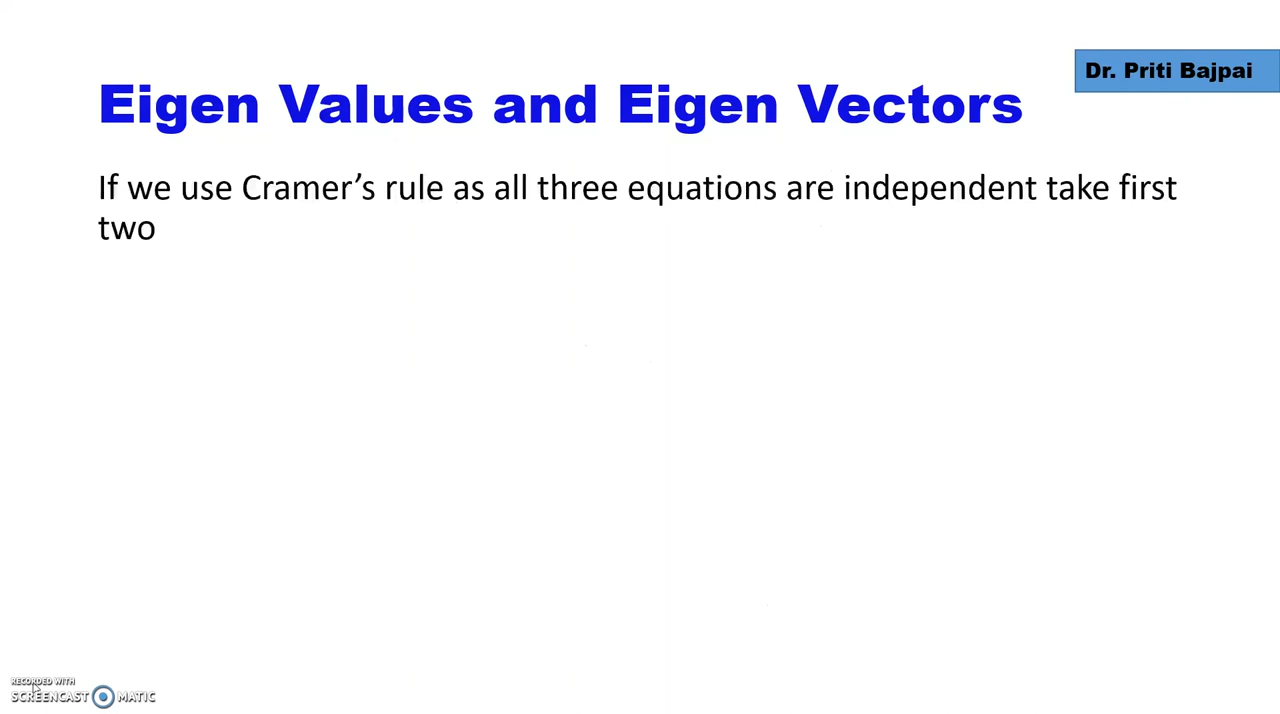 Dr. Priti Bajpai
Eigen Values and Eigen Vectors
If we use Cramer’s rule as all three equations are independent take first
two
RECORDED WITH
SCREENCAST MATIC